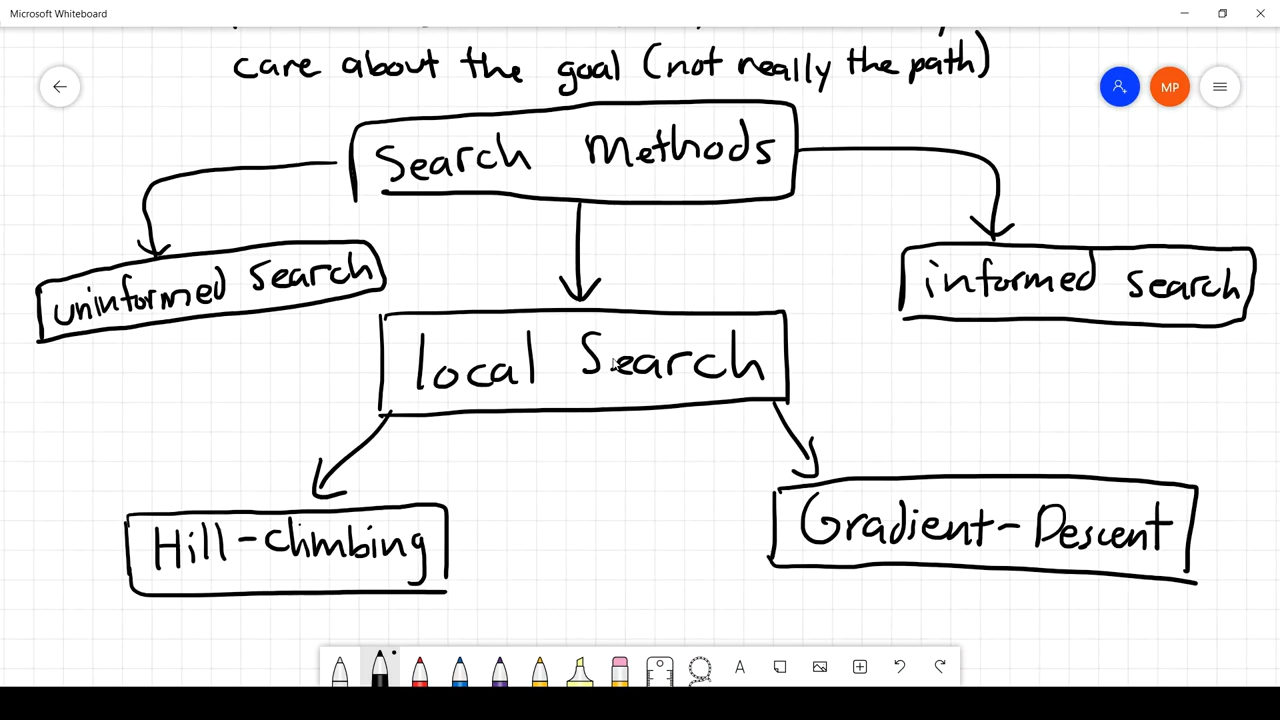 Microsoft Whiteboard
care about the goal (not really the path)
MP
Search Methods
uninformed Search
informed Search
local Search
Hill-Climbing
Gradient-Descent
A